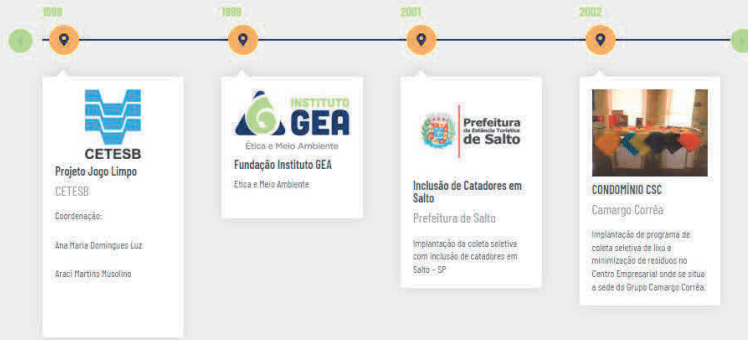 1998
1999
2001
2002
CETESB
Projeto Jogo Limpo
CETESB
Coordenação:
Ana Maria Domingues Luz
Araci Martins Musolino
INSTITUTO
GEA
Ética e Meio Ambiente
Fundação Instituto GEA
Ética e Meio Ambiente
Prefeitura
da Estância Turística
de Salto
Inclusão de Catadores em
Salto
Prefeitura de Salto
Implantação da coleta seletiva
com inclusão de catadores em
Salto - SP
CONDOMÍNIO CSC
Camargo Corrêa
Implantação de programa de
coleta seletiva de lixo e
minimização de resíduos no
Centro Empresarial onde se situa
a sede do Grupo Camargo Corrêa.